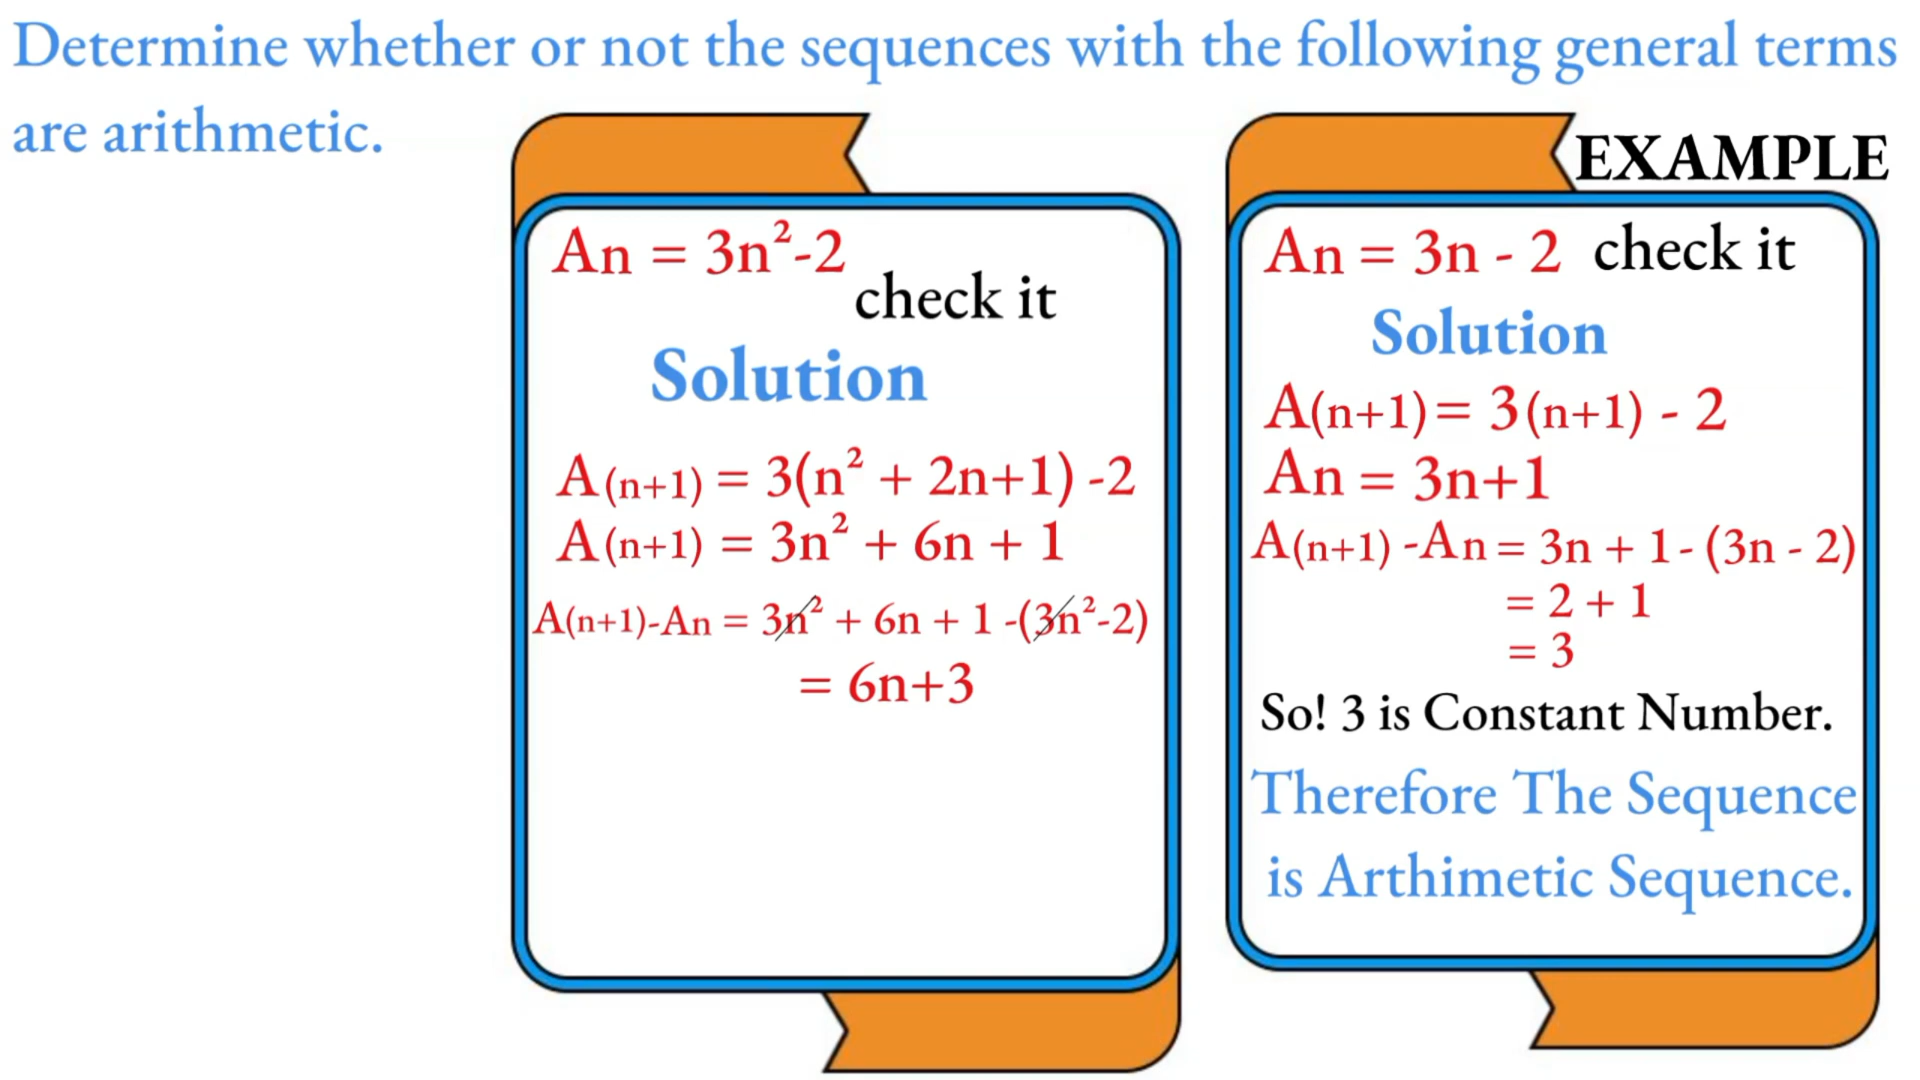 Determine whether or not the sequences with the following general terms
are arithmetic.
An = 3n²-2
check it
Solution
A(n+1) = 3(n² + 2n+1) -2
A(n+1) = 3n² + 6n + 1
A(n+1)-An = 3n² + 6n + 1 -(3n²-2)
= 6n+3
EXAMPLE
An = 3n - 2 check it
Solution
A(n+1) = 3(n+1) - 2
An = 3n+1
A(n+1) -An = 3n + 1 - (3n - 2)
= 2 + 1
= 3
So! 3 is Constant Number.
Therefore The Sequence
is Arthimetic Sequence.